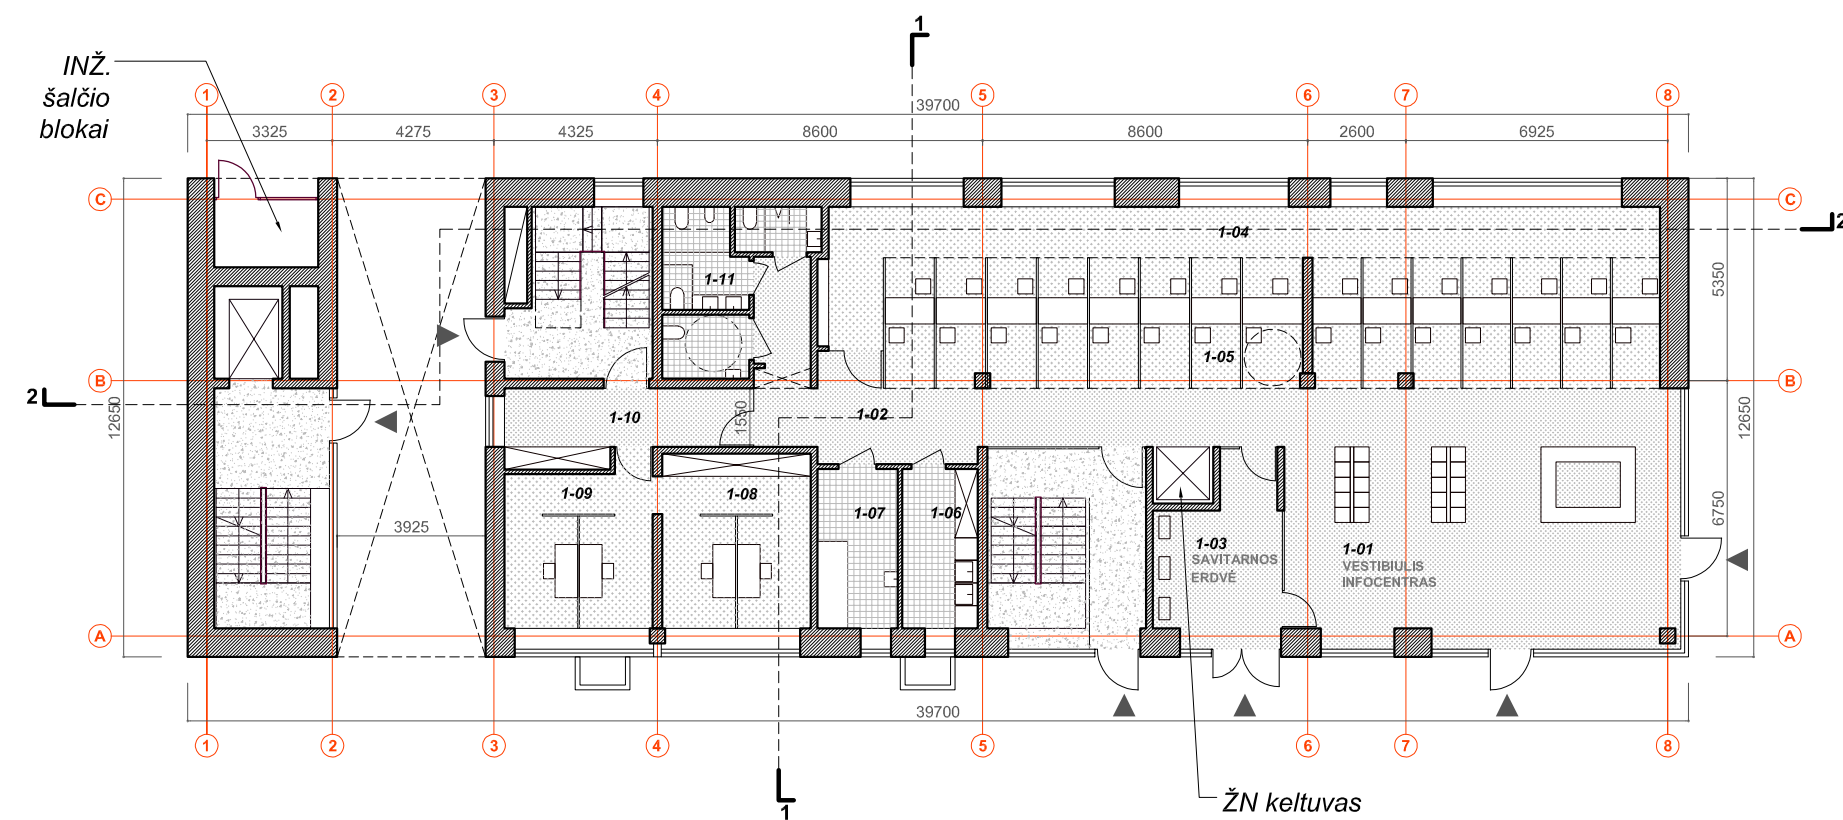 1
INŽ.
šalčio
blokai
1 2 3 4 5 6 7 8
39700
3325 4275 4325 8600 8600 2600 6925
C C
2
1-04
1-11
5350
1-05
B B
2
12650
1-10
1550
1-02
12650
1-09 1-08 1-07 1-06
6750
3925
1-03
SAVITARNOS
ERDVĖ
1-01
VESTIBIULIS
INFOCENTRAS
A A
39700
1 2 3 4 5 6 7 8
1
ŽN keltuvas